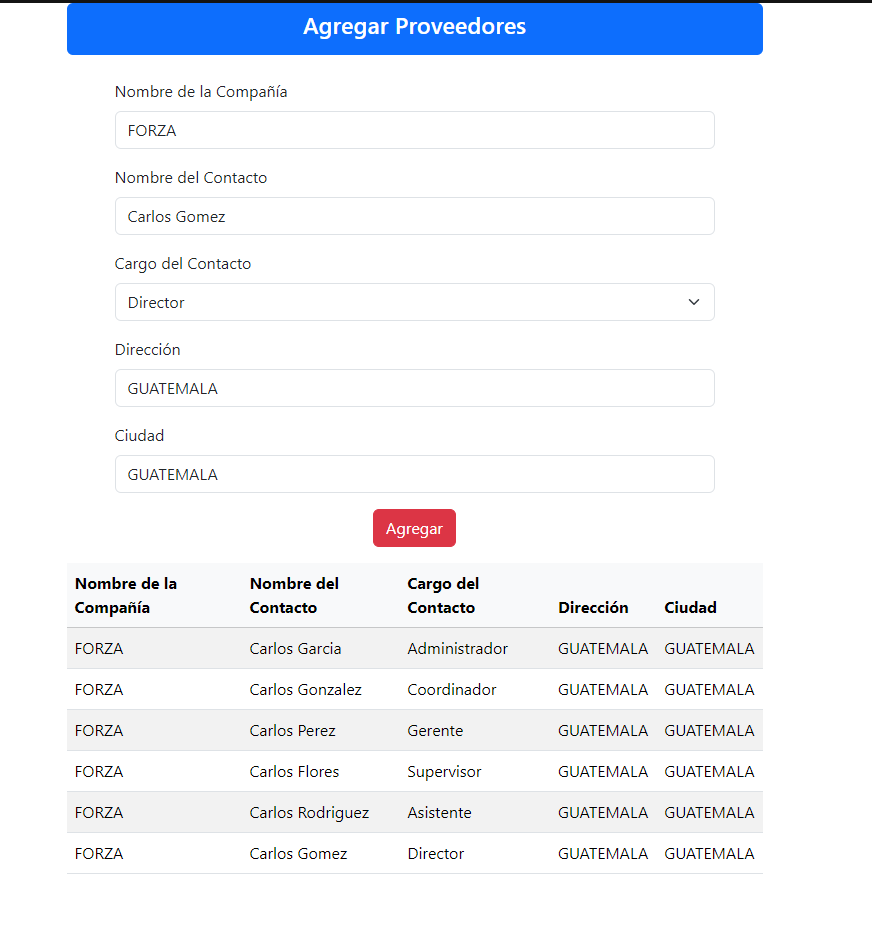 Agregar Proveedores
Nombre de la Compañía
FORZA
Nombre del Contacto
Carlos Gomez
Cargo del Contacto
Director
Dirección
GUATEMALA
Ciudad
GUATEMALA
Agregar
Nombre de la Compañía Nombre del Contacto Cargo del Contacto Dirección Ciudad
FORZA Carlos Garcia Administrador GUATEMALA GUATEMALA
FORZA Carlos Gonzalez Coordinador GUATEMALA GUATEMALA
FORZA Carlos Perez Gerente GUATEMALA GUATEMALA
FORZA Carlos Flores Supervisor GUATEMALA GUATEMALA
FORZA Carlos Rodriguez Asistente GUATEMALA GUATEMALA
FORZA Carlos Gomez Director GUATEMALA GUATEMALA